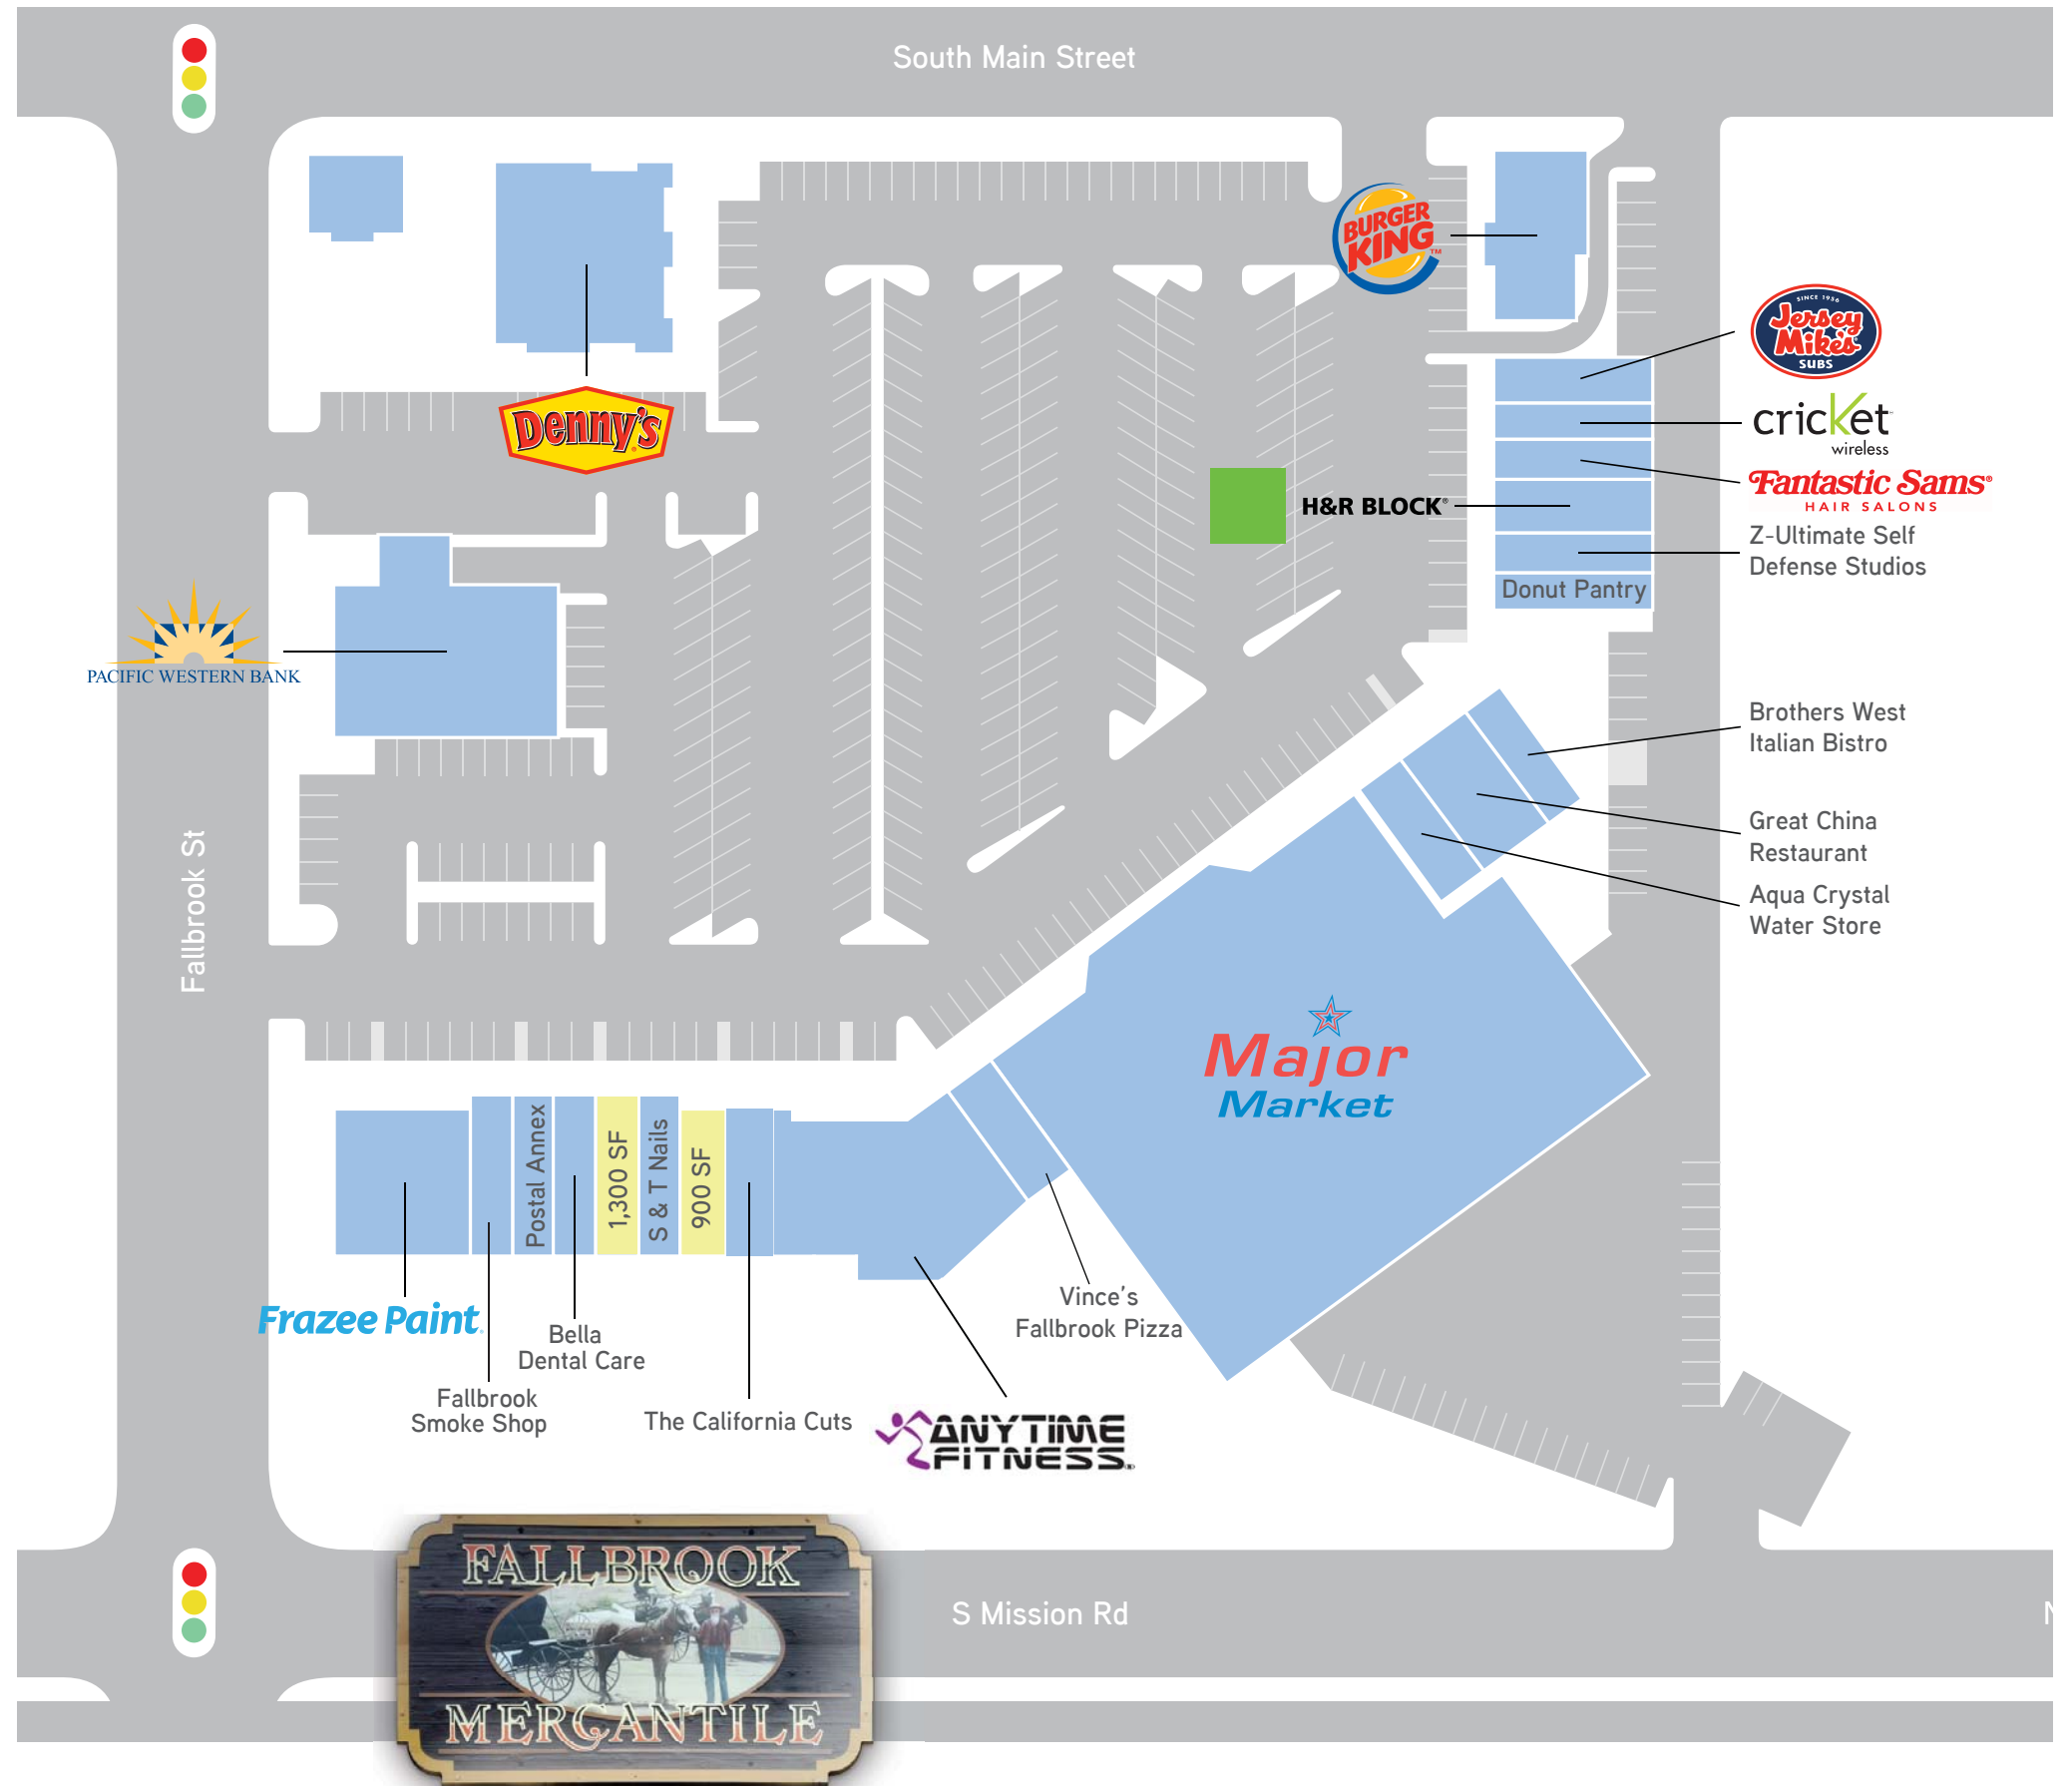 South Main Street
BURGER
KING™
SINCE 1956
Jersey
Mike's
SUBS
cricket
wireless
Denny's®
Fantastic Sams®
HAIR SALONS
H&R BLOCK®
Z-Ultimate Self
Defense Studios
Donut Pantry
PACIFIC WESTERN BANK
Brothers West
Italian Bistro
Great China
Restaurant
Aqua Crystal
Water Store
Fallbrook St
Major
Market
Postal Annex
1,300 SF
S & T Nails
900 SF
Frazee Paint
Vince’s
Fallbrook Pizza
Bella
Dental Care
Fallbrook
Smoke Shop
The California Cuts
ANYTIME
FITNESS®
FALLBROOK
MERCANTILE
S Mission Rd